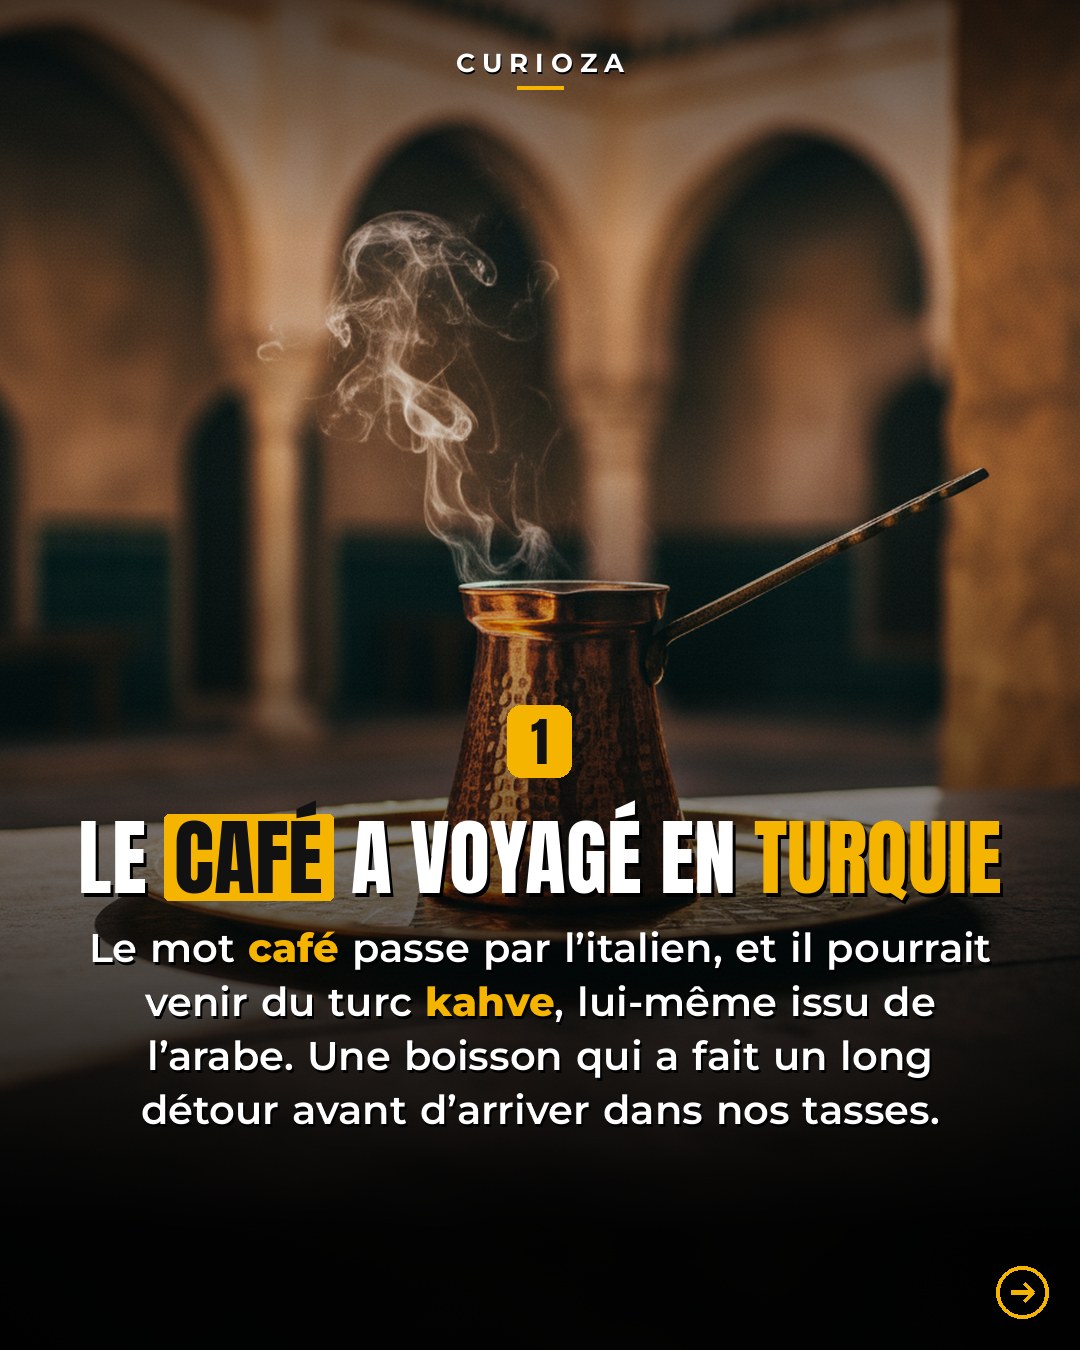 CURIOZA
1
LE CAFÉ A VOYAGÉ EN TURQUIE
Le mot café passe par l’italien, et il pourrait
venir du turc kahve, lui-même issu de
l’arabe. Une boisson qui a fait un long
détour avant d’arriver dans nos tasses.